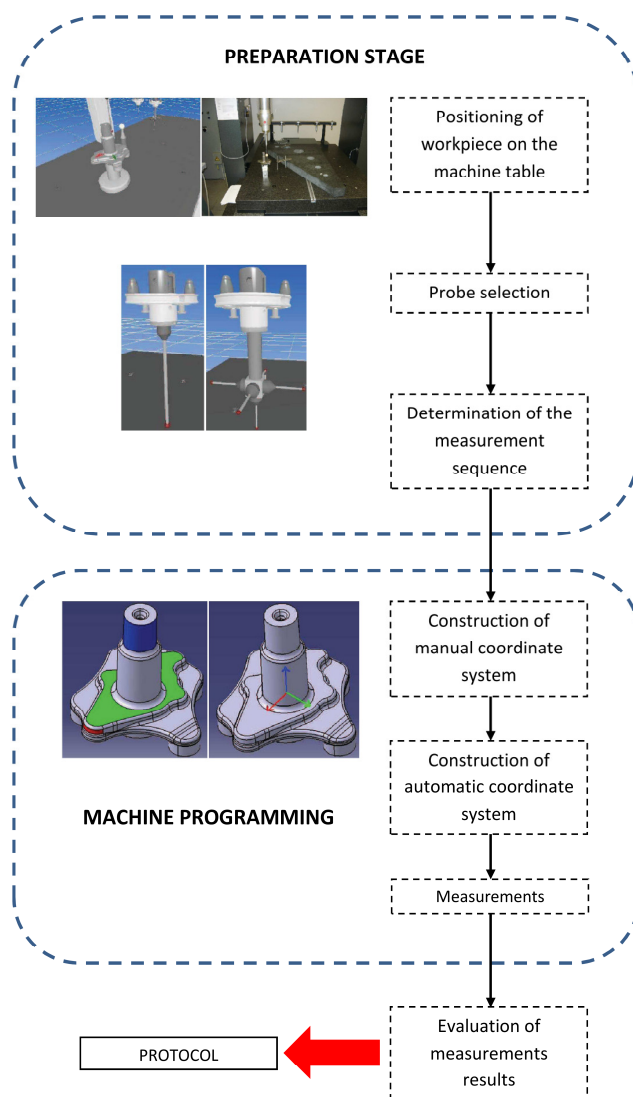 PREPARATION STAGE
Positioning of
workpiece on the
machine table
Probe selection
Determination of the
measurement
sequence
Construction of
manual coordinate
system
Construction of
automatic coordinate
system
MACHINE PROGRAMMING
Measurements
Evaluation of
measurements
results
PROTOCOL